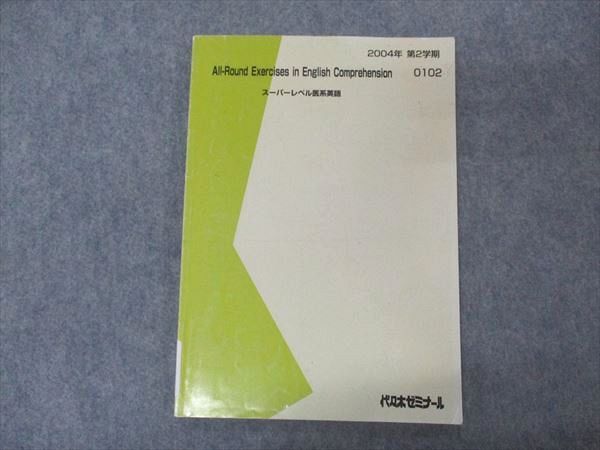 2004年 第2学期
All-Round Exercises in English Comprehension 0102
スーパーレベル医系英語
代々木ゼミナール